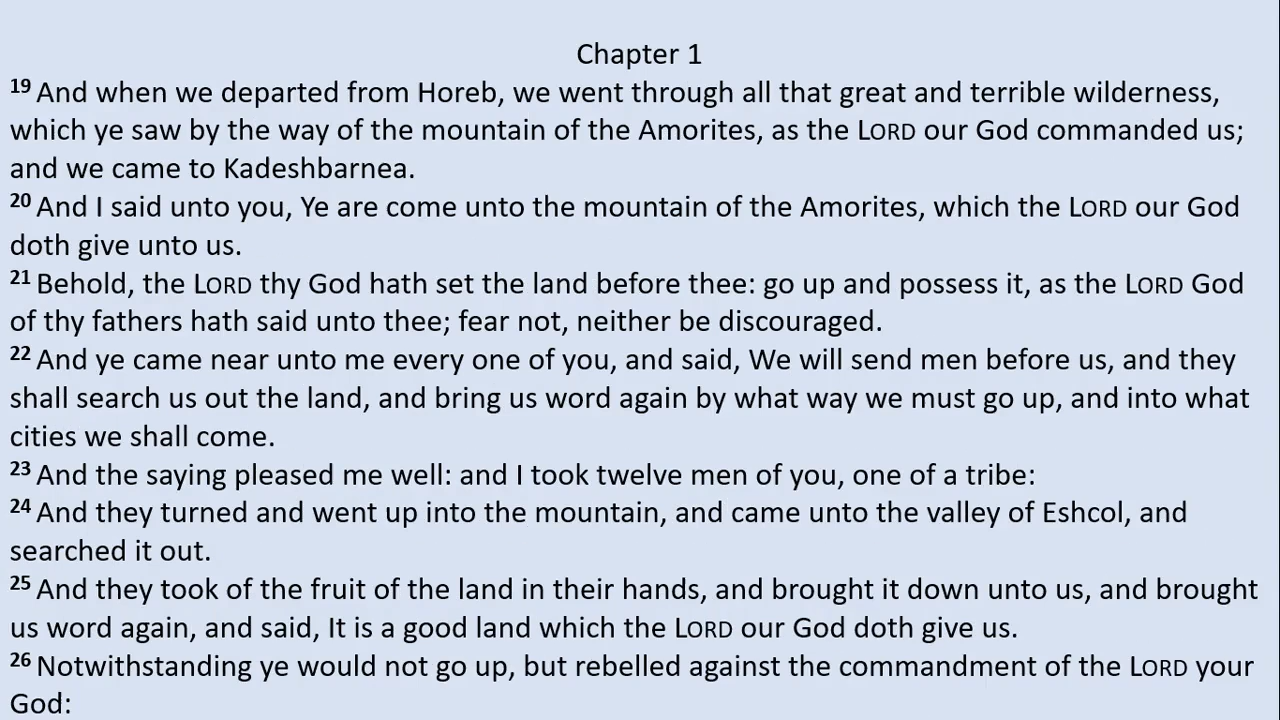 Chapter 1
19 And when we departed from Horeb, we went through all that great and terrible wilderness,
which ye saw by the way of the mountain of the Amorites, as the LORD our God commanded us;
and we came to Kadeshbarnea.
20 And I said unto you, Ye are come unto the mountain of the Amorites, which the LORD our God
doth give unto us.
21 Behold, the LORD thy God hath set the land before thee: go up and possess it, as the LORD God
of thy fathers hath said unto thee; fear not, neither be discouraged.
22 And ye came near unto me every one of you, and said, We will send men before us, and they
shall search us out the land, and bring us word again by what way we must go up, and into what
cities we shall come.
23 And the saying pleased me well: and I took twelve men of you, one of a tribe:
24 And they turned and went up into the mountain, and came unto the valley of Eshcol, and
searched it out.
25 And they took of the fruit of the land in their hands, and brought it down unto us, and brought
us word again, and said, It is a good land which the LORD our God doth give us.
26 Notwithstanding ye would not go up, but rebelled against the commandment of the LORD your
God: